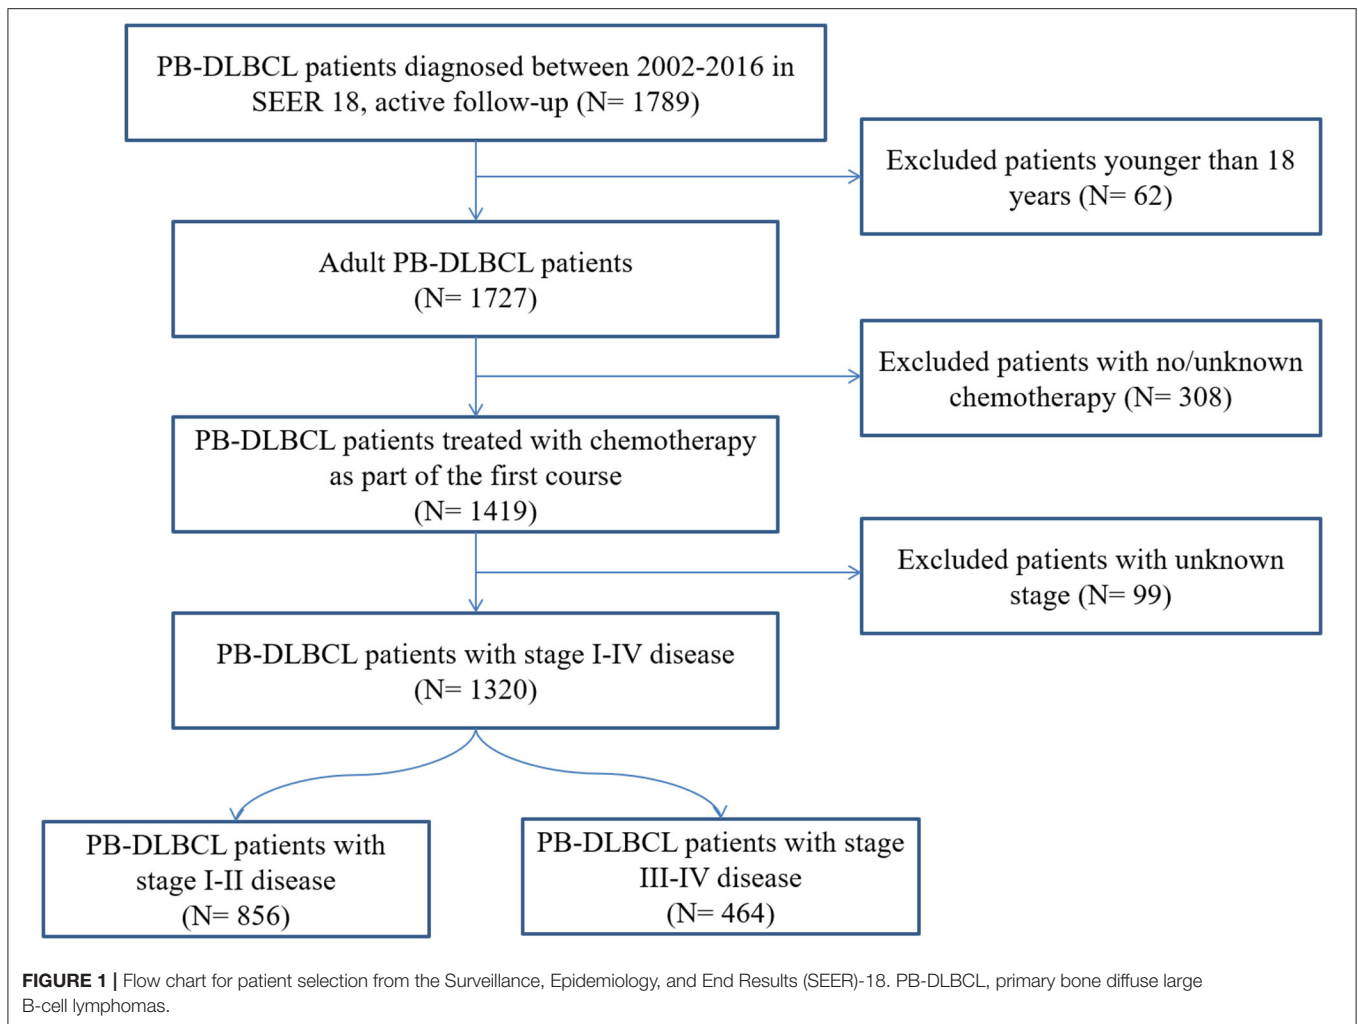 PB-DLBCL patients diagnosed between 2002-2016 in
SEER 18, active follow-up (N= 1789)
Excluded patients younger than 18
years (N= 62)
Adult PB-DLBCL patients
(N= 1727)
Excluded patients with no/unknown
chemotherapy (N= 308)
PB-DLBCL patients treated with chemotherapy
as part of the first course
(N= 1419)
Excluded patients with unknown
stage (N= 99)
PB-DLBCL patients with stage I-IV disease
(N= 1320)
PB-DLBCL patients with
stage I-II disease
(N= 856)
PB-DLBCL patients with stage
III-IV disease
(N= 464)
FIGURE 1 | Flow chart for patient selection from the Surveillance, Epidemiology, and End Results (SEER)-18. PB-DLBCL, primary bone diffuse large
B-cell lymphomas.